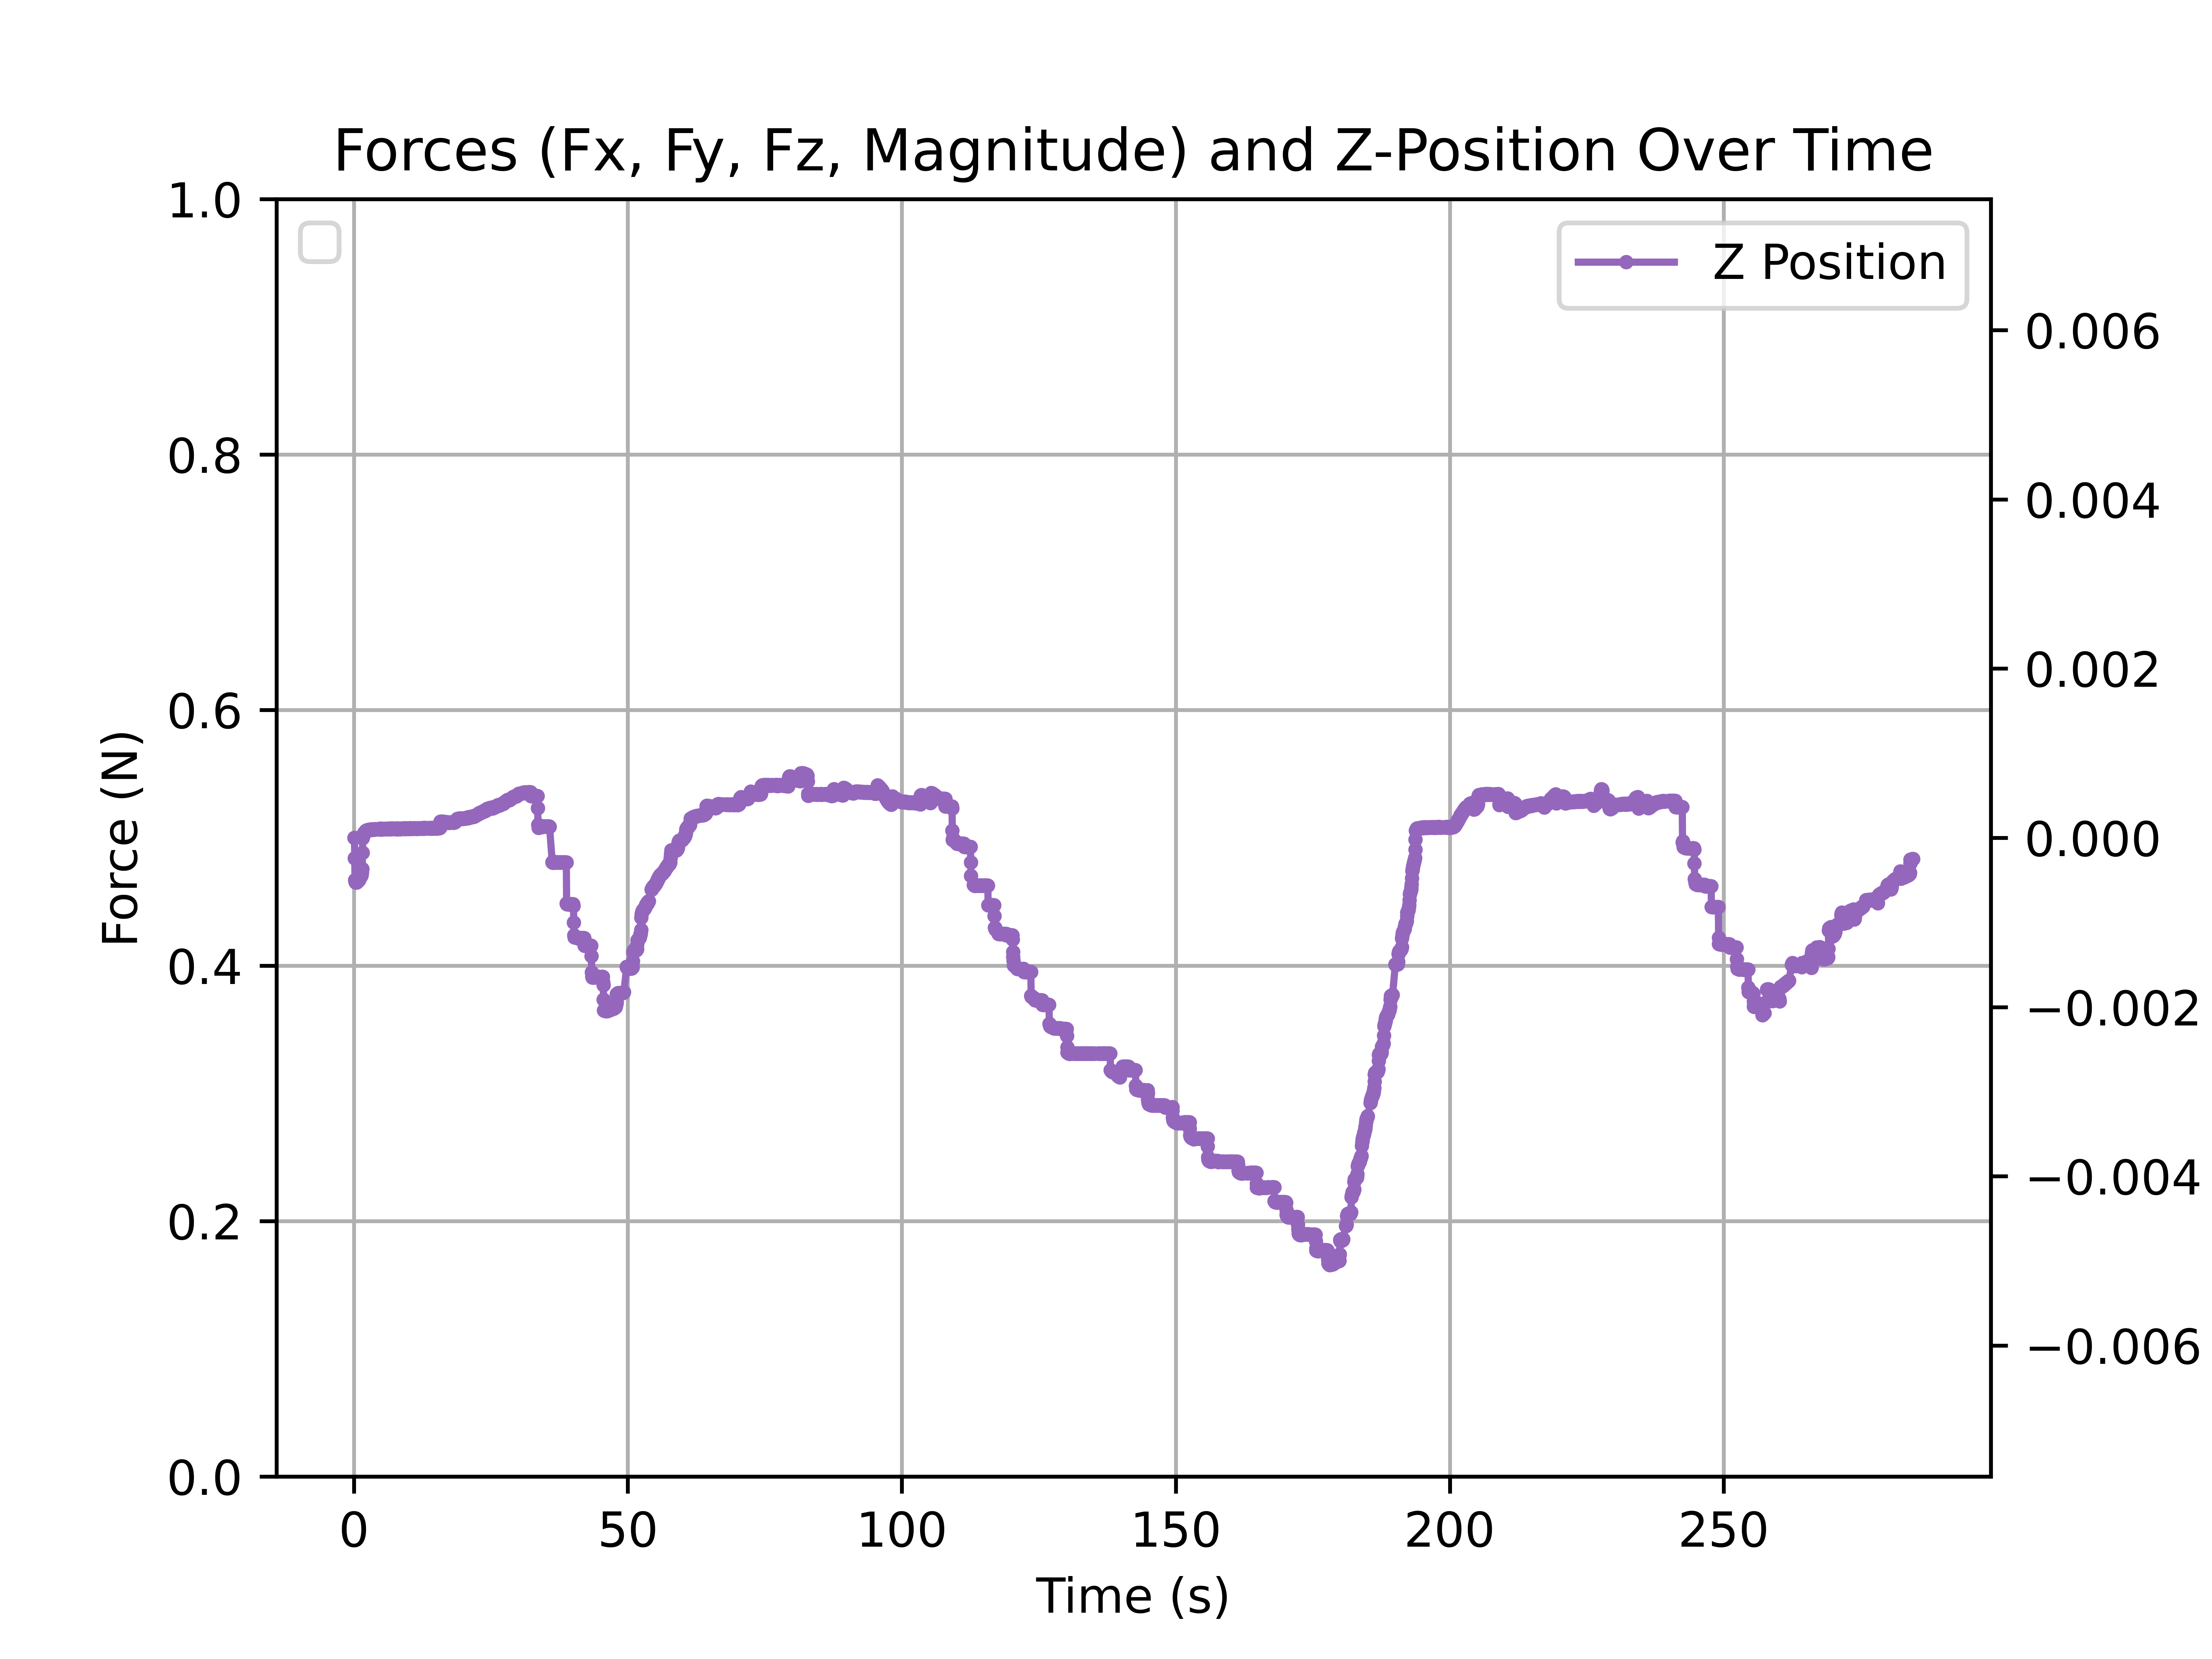 Forces (Fx, Fy, Fz, Magnitude) and Z-Position Over Time
Z Position
1.0
0.8
0.6
0.4
0.2
0.0
Force (N)
0.006
0.004
0.002
0.000
−0.002
−0.004
−0.006
0 50 100 150 200 250
Time (s)